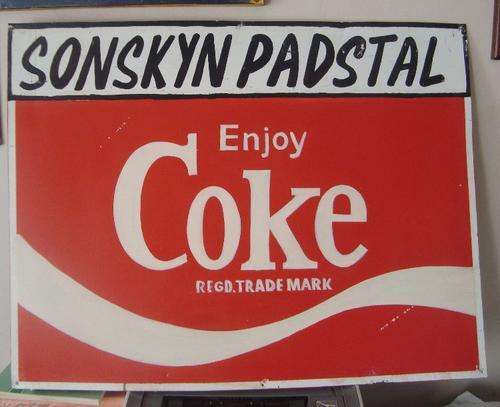 SONSKYN PADSTAL
Enjoy
Coke
REGD. TRADE MARK